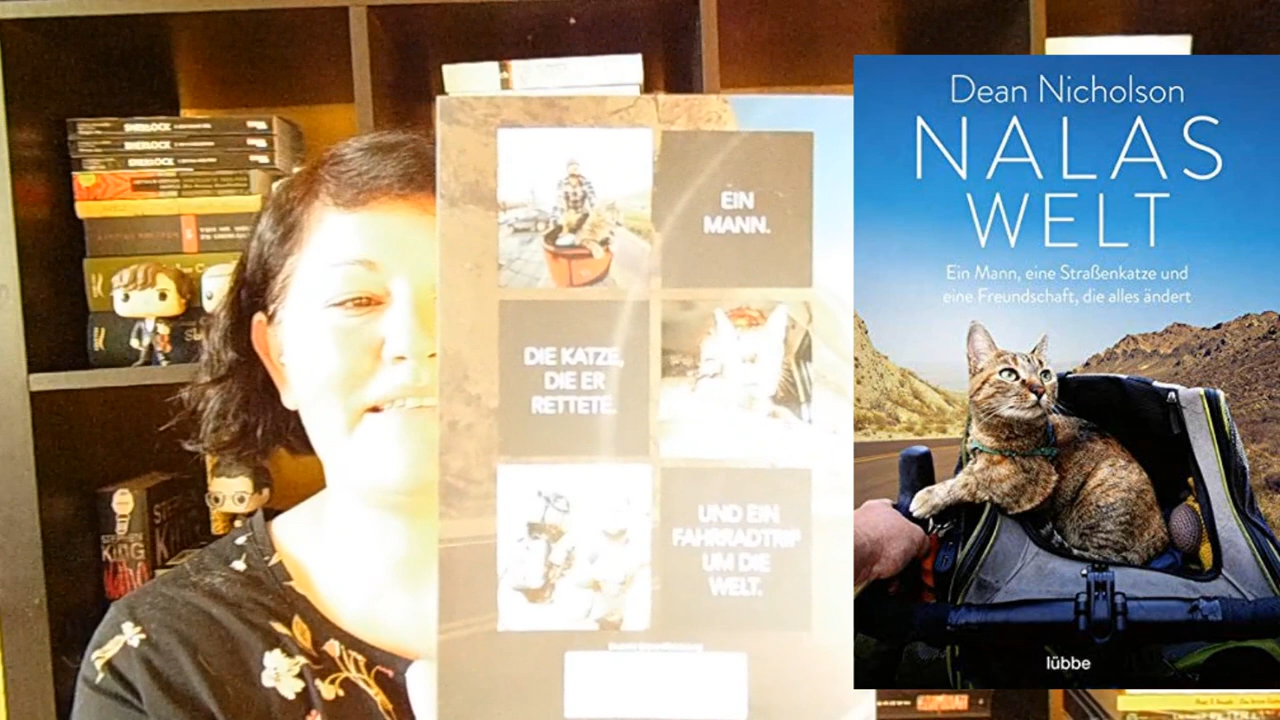 SHERLOCK
SHERLOCK
SHERLOCK
STEPHEN
KING
EIN
MANN.
DIE KATZE,
DIE ER
RETTETE.
UND EIN
FAHRRADTRIP
UM DIE
WELT.
Dean Nicholson
NALAS
WELT
Ein Mann, eine Straßenkatze und
eine Freundschaft, die alles ändert
lübbe